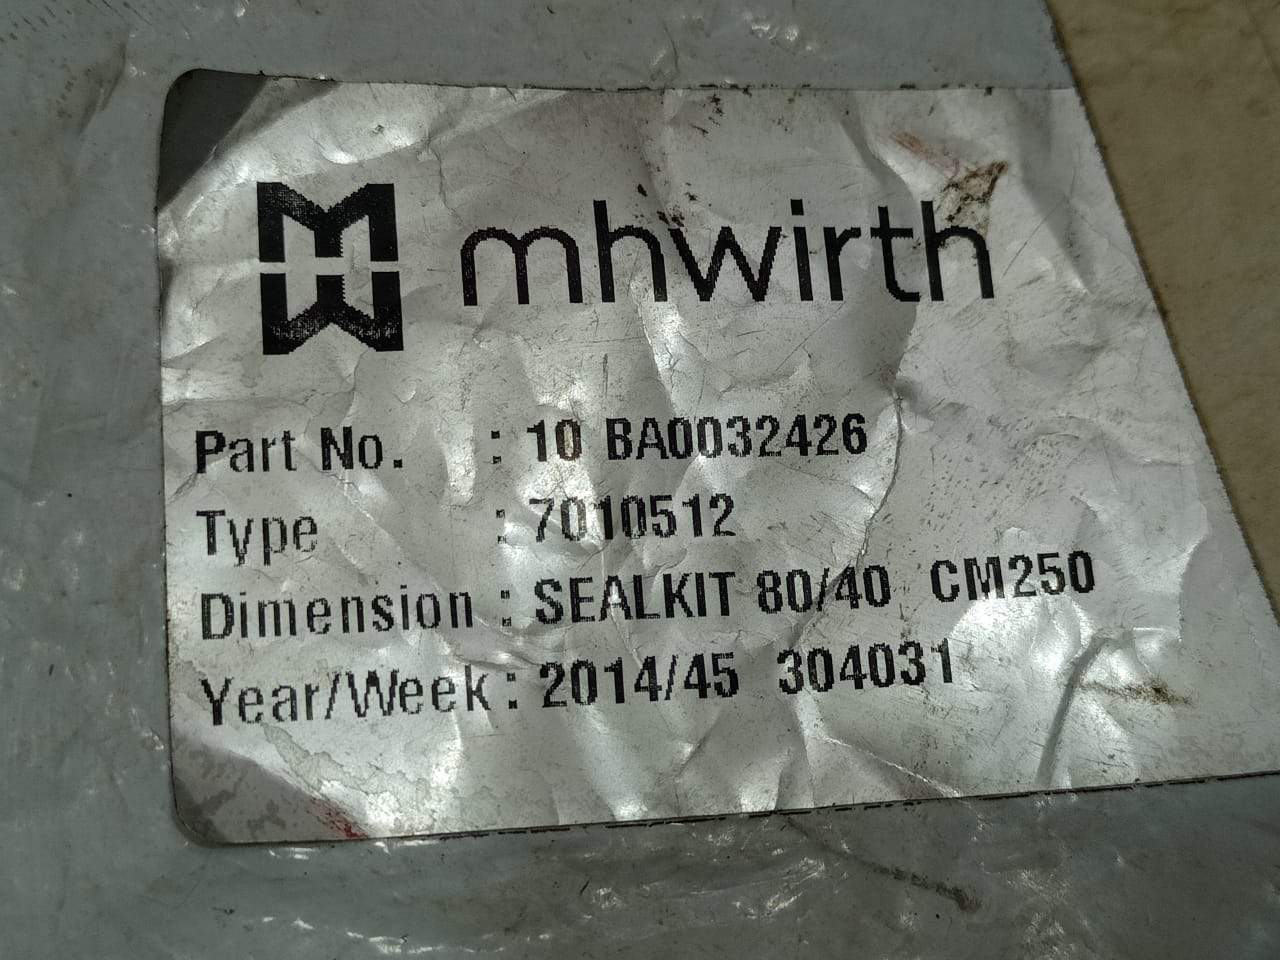 mhwirth
Part No. : 10 BA0032426
Type : 7010512
Dimension : SEALKIT 80/40 CM250
Year/Week : 2014/45 304031